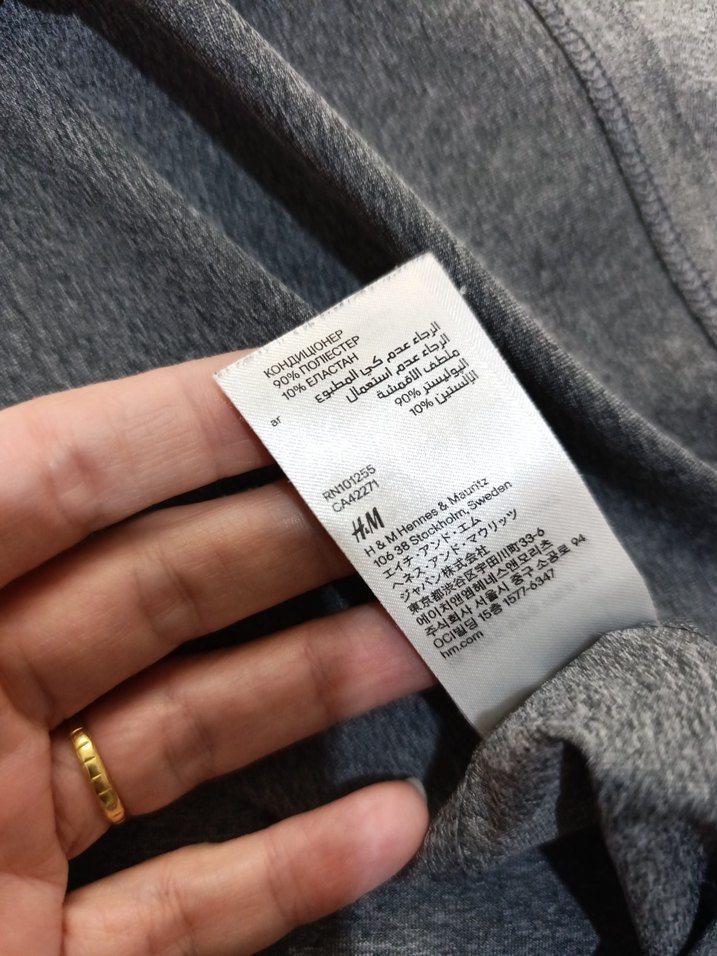 КОНДИЦІОНЕР
90% ПОЛІЕСТЕР
10% ЕЛАСТАН
ar
الرجاء عدم كي المطبوع
الرجاء عدم استعمال
ملطف الأقمشة
90% البوليستر
10% إلالستين
RN101255
CA42271
H&M
H & M Hennes & Mauritz
106 38 Stockholm, Sweden
エイチ・アンド・エム
ヘネス・アンド・マウリッツ
ジャパン株式会社
東京都渋谷区宇田川町33-6
에이치앤엠헤네스앤모리츠
주식회사 서울시 중구 소공로 94
OCI빌딩 15층 1577-6347
hm.com